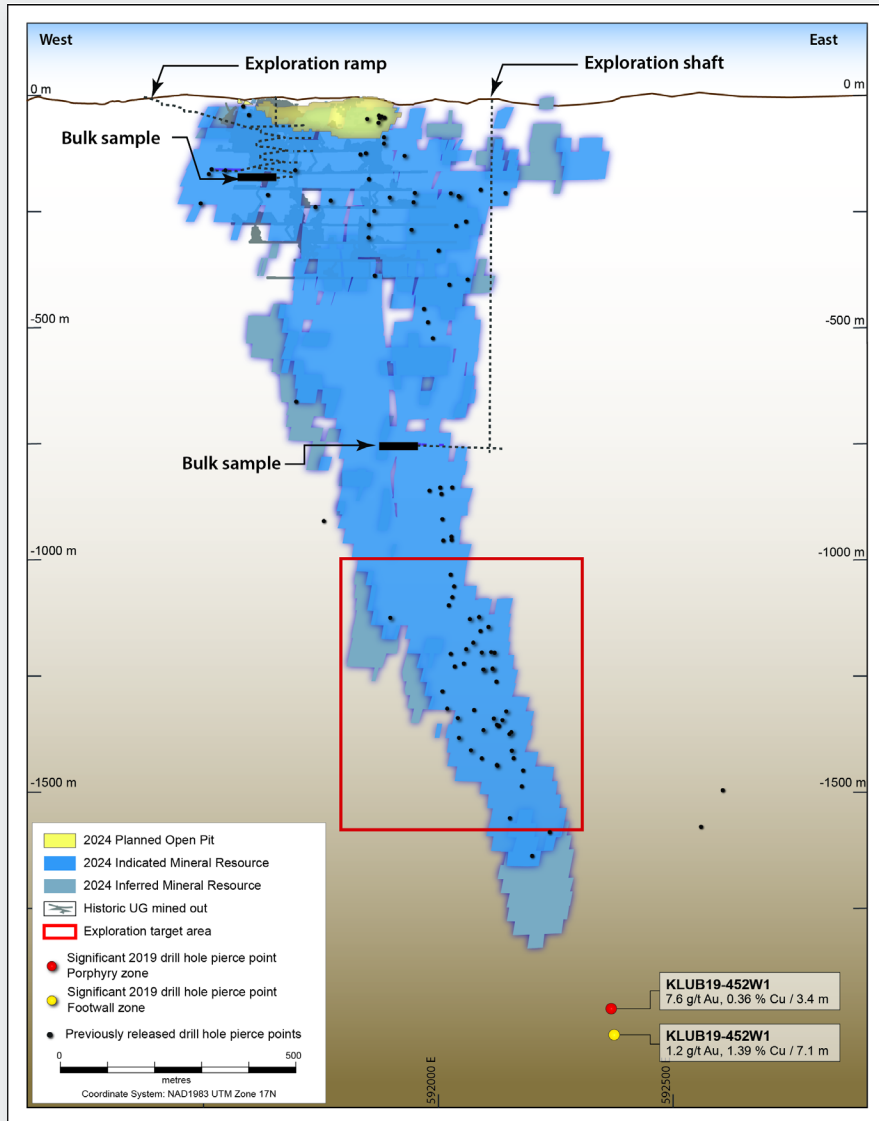 West
East
Exploration ramp
Exploration shaft
0 m
0 m
Bulk sample
-500 m
-500 m
Bulk sample
-1000 m
-1000 m
-1500 m
-1500 m
2024 Planned Open Pit
2024 Indicated Mineral Resource
2024 Inferred Mineral Resource
Historic UG mined out
Exploration target area
Significant 2019 drill hole pierce point
Porphyry zone
Significant 2019 drill hole pierce point
Footwall zone
Previously released drill hole pierce points
0
500
metres
Coordinate System: NAD1983 UTM Zone 17N
KLUB19-452W1
7.6 g/t Au, 0.36 % Cu / 3.4 m
KLUB19-452W1
1.2 g/t Au, 1.39 % Cu / 7.1 m
592000 E
592500 E